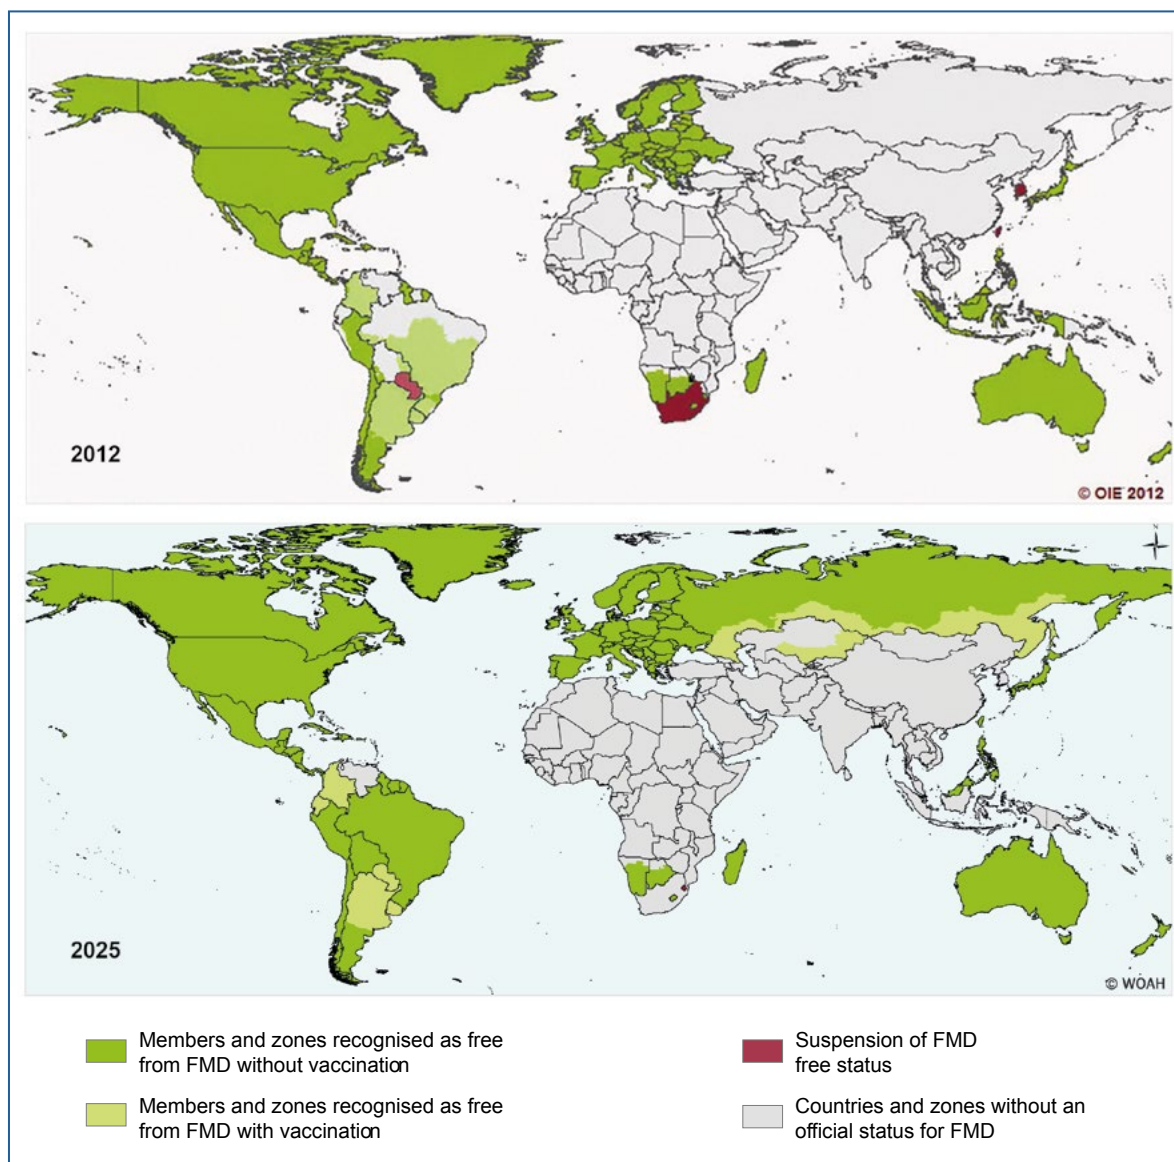 2012
© OIE 2012
2025
© WOAH
Members and zones recognised as free
from FMD without vaccination
Members and zones recognised as free
from FMD with vaccination
Suspension of FMD
free status
Countries and zones without an
official status for FMD